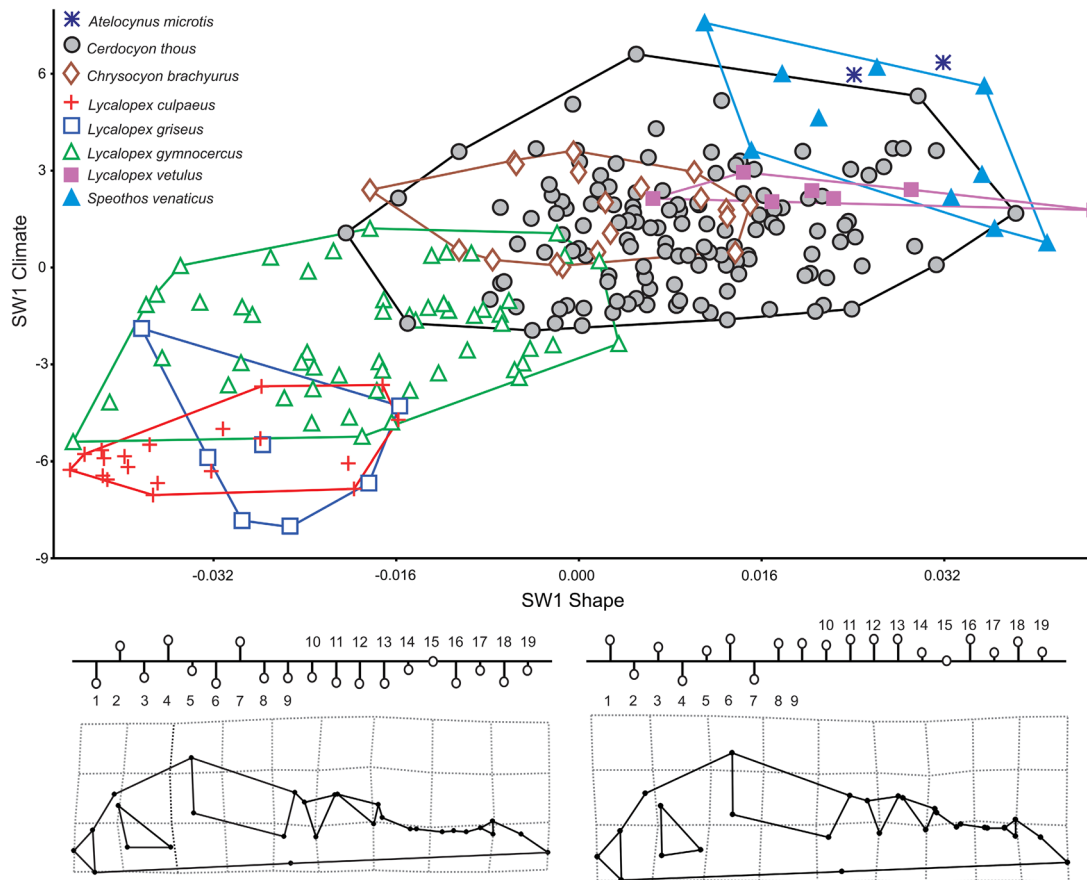 Atelocynus microtis
Cerdocyon thous
Chrysocyon brachyurus
Lycalopex culpaeus
Lycalopex griseus
Lycalopex gymnocercus
Lycalopex vetulus
Speothos venaticus
SW1 Climate
6
3
0
-3
-6
-9
-0.032 -0.016 0.000 0.016 0.032
SW1 Shape
10 11 12 13 14 15 16 17 18 19
1 2 3 4 5 6 7 8 9
10 11 12 13 14 15 16 17 18 19
1 2 3 4 5 6 7 8 9